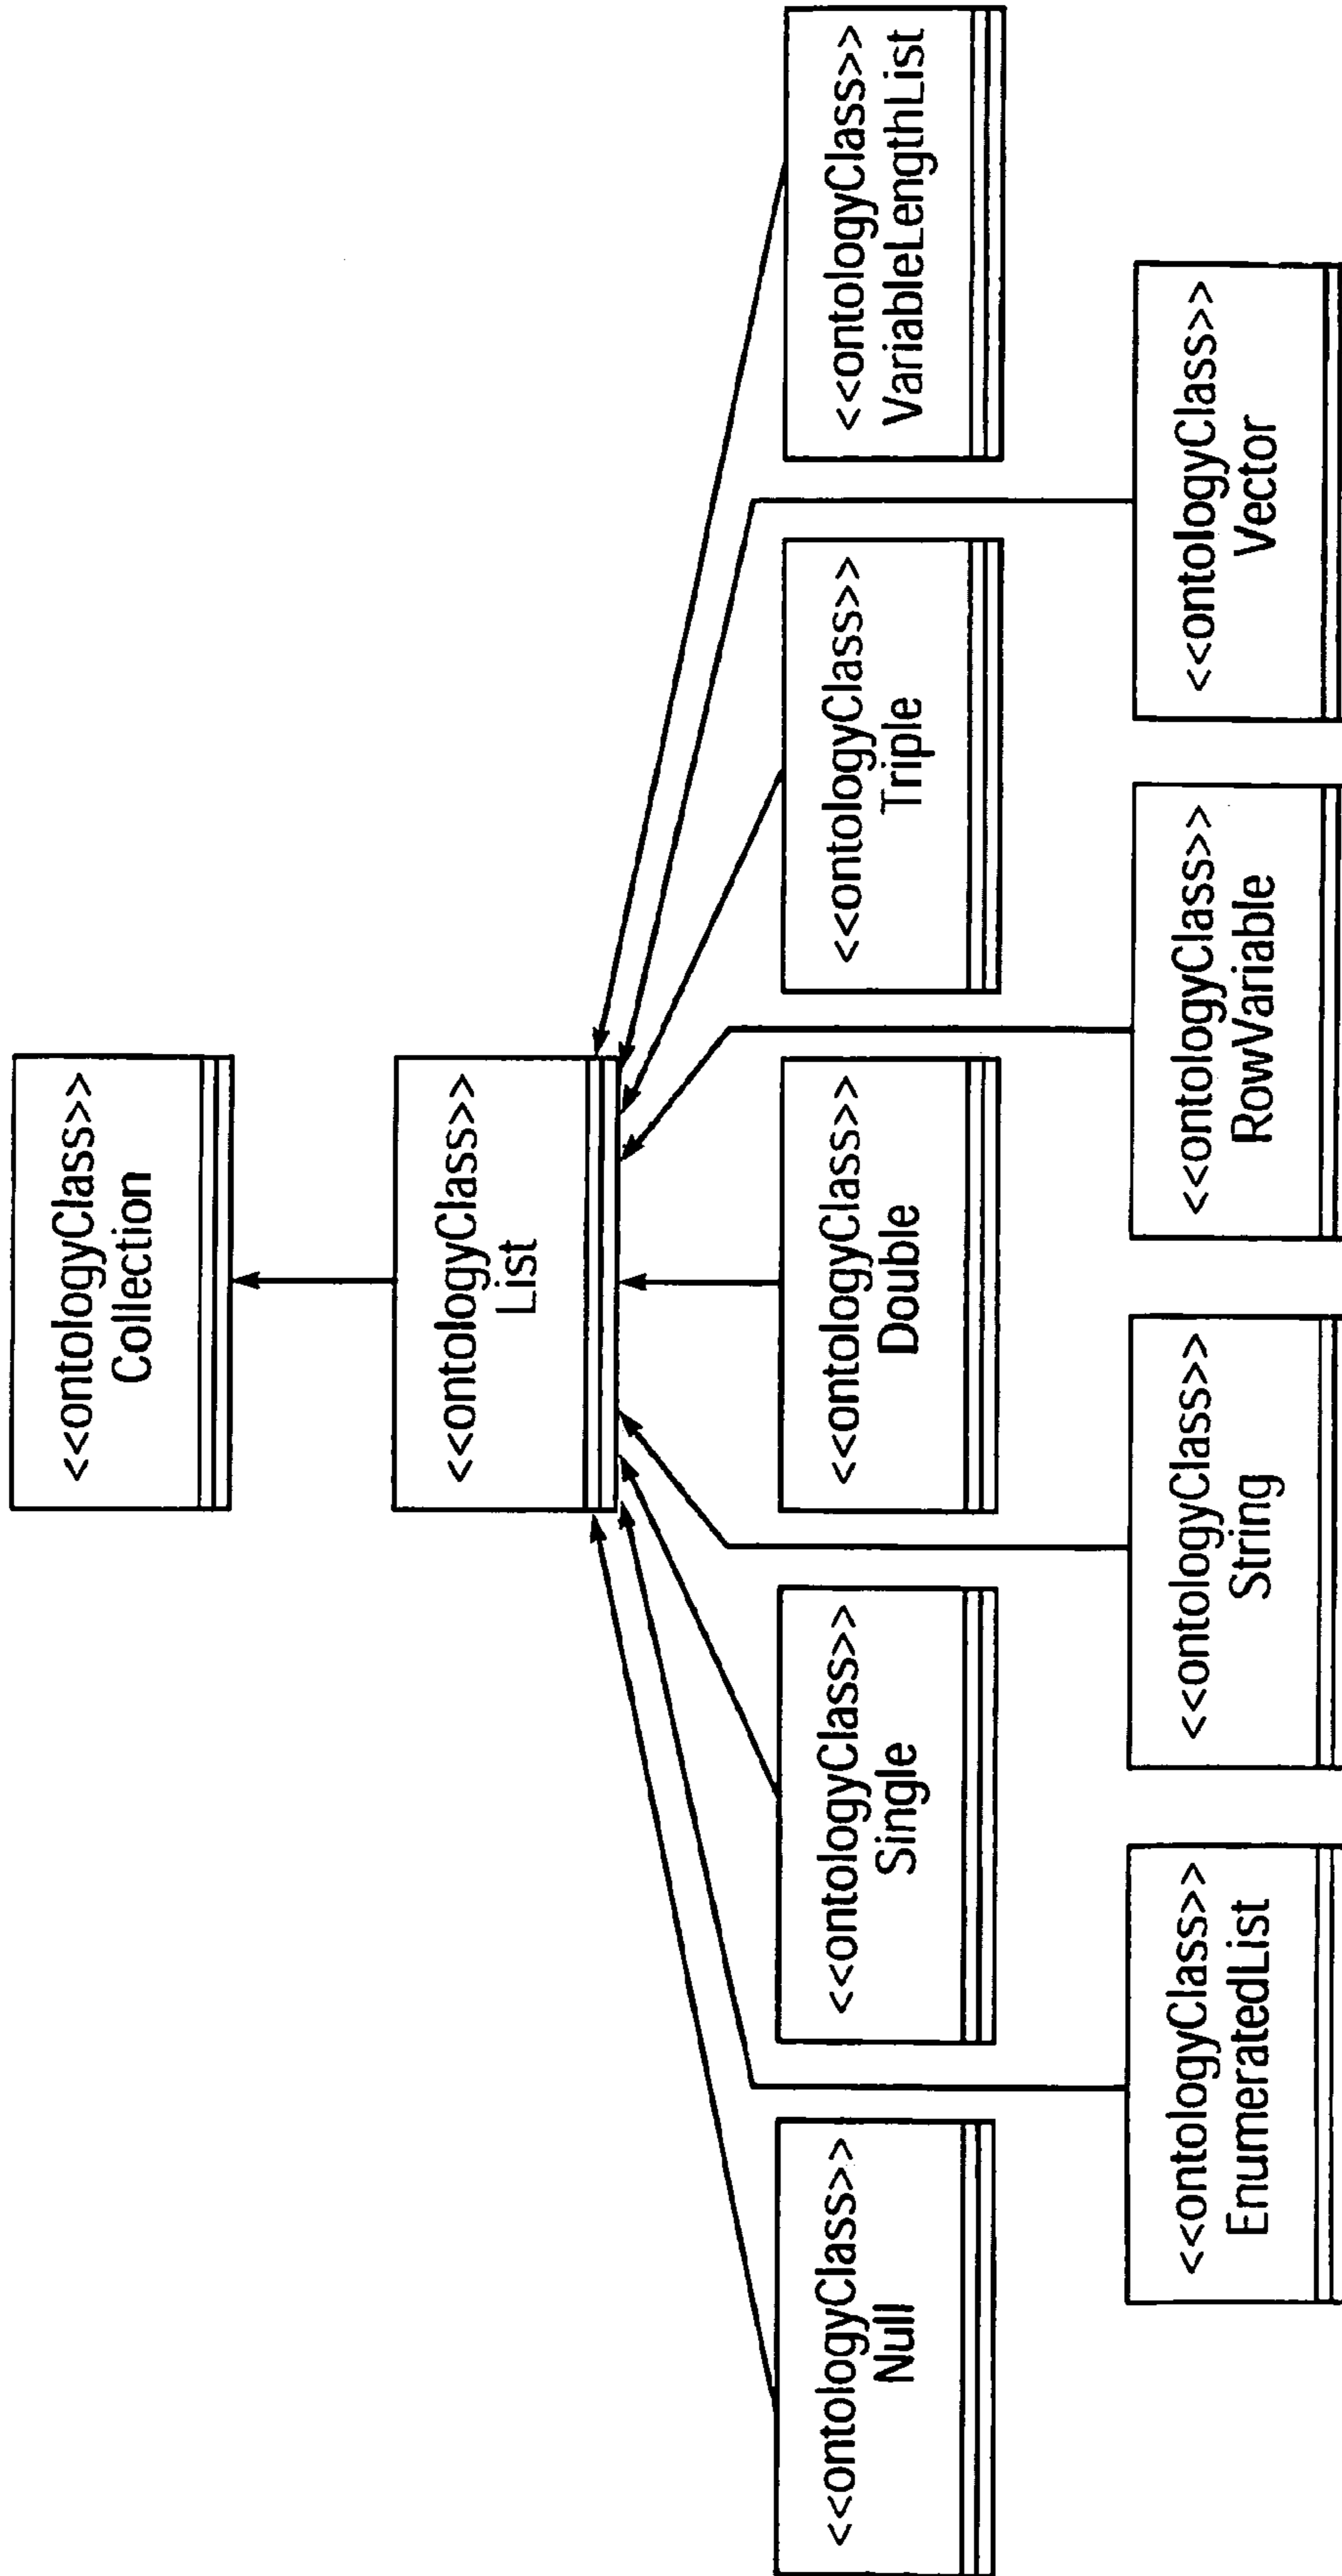 <<ontologyClass>>
Collection
<<ontologyClass>>
List
<<ontologyClass>>
Null
<<ontologyClass>>
Single
<<ontologyClass>>
Double
<<ontologyClass>>
Triple
<<ontologyClass>>
VariableLengthList
<<ontologyClass>>
EnumeratedList
<<ontologyClass>>
String
<<ontologyClass>>
RowVariable
<<ontologyClass>>
Vector